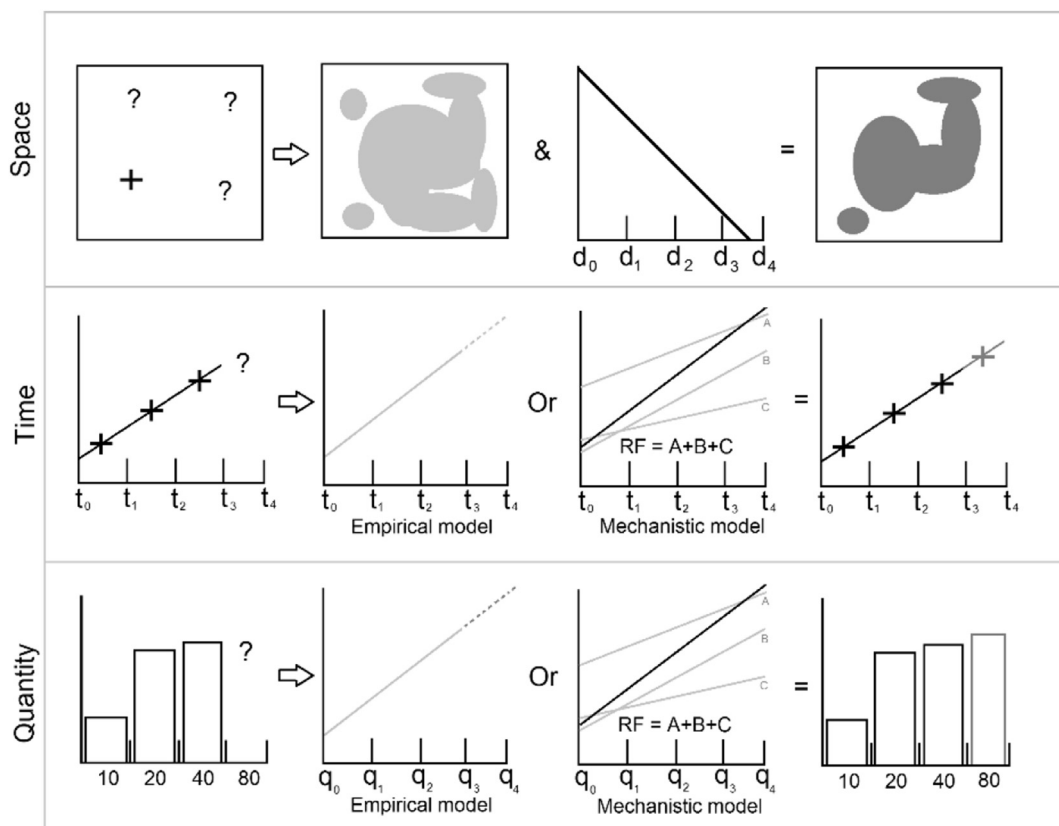 Space
? ? ?
+
&
d0 d1 d2 d3 d4
=
Time
?
t0 t1 t2 t3 t4
t0 t1 t2 t3 t4
Empirical model
Or
A
B
C
RF = A+B+C
t0 t1 t2 t3 t4
Mechanistic model
=
t0 t1 t2 t3 t4
Quantity
?
10 20 40 80
q0 q1 q2 q3 q4
Empirical model
Or
A
B
C
RF = A+B+C
q0 q1 q2 q3 q4
Mechanistic model
=
10 20 40 80